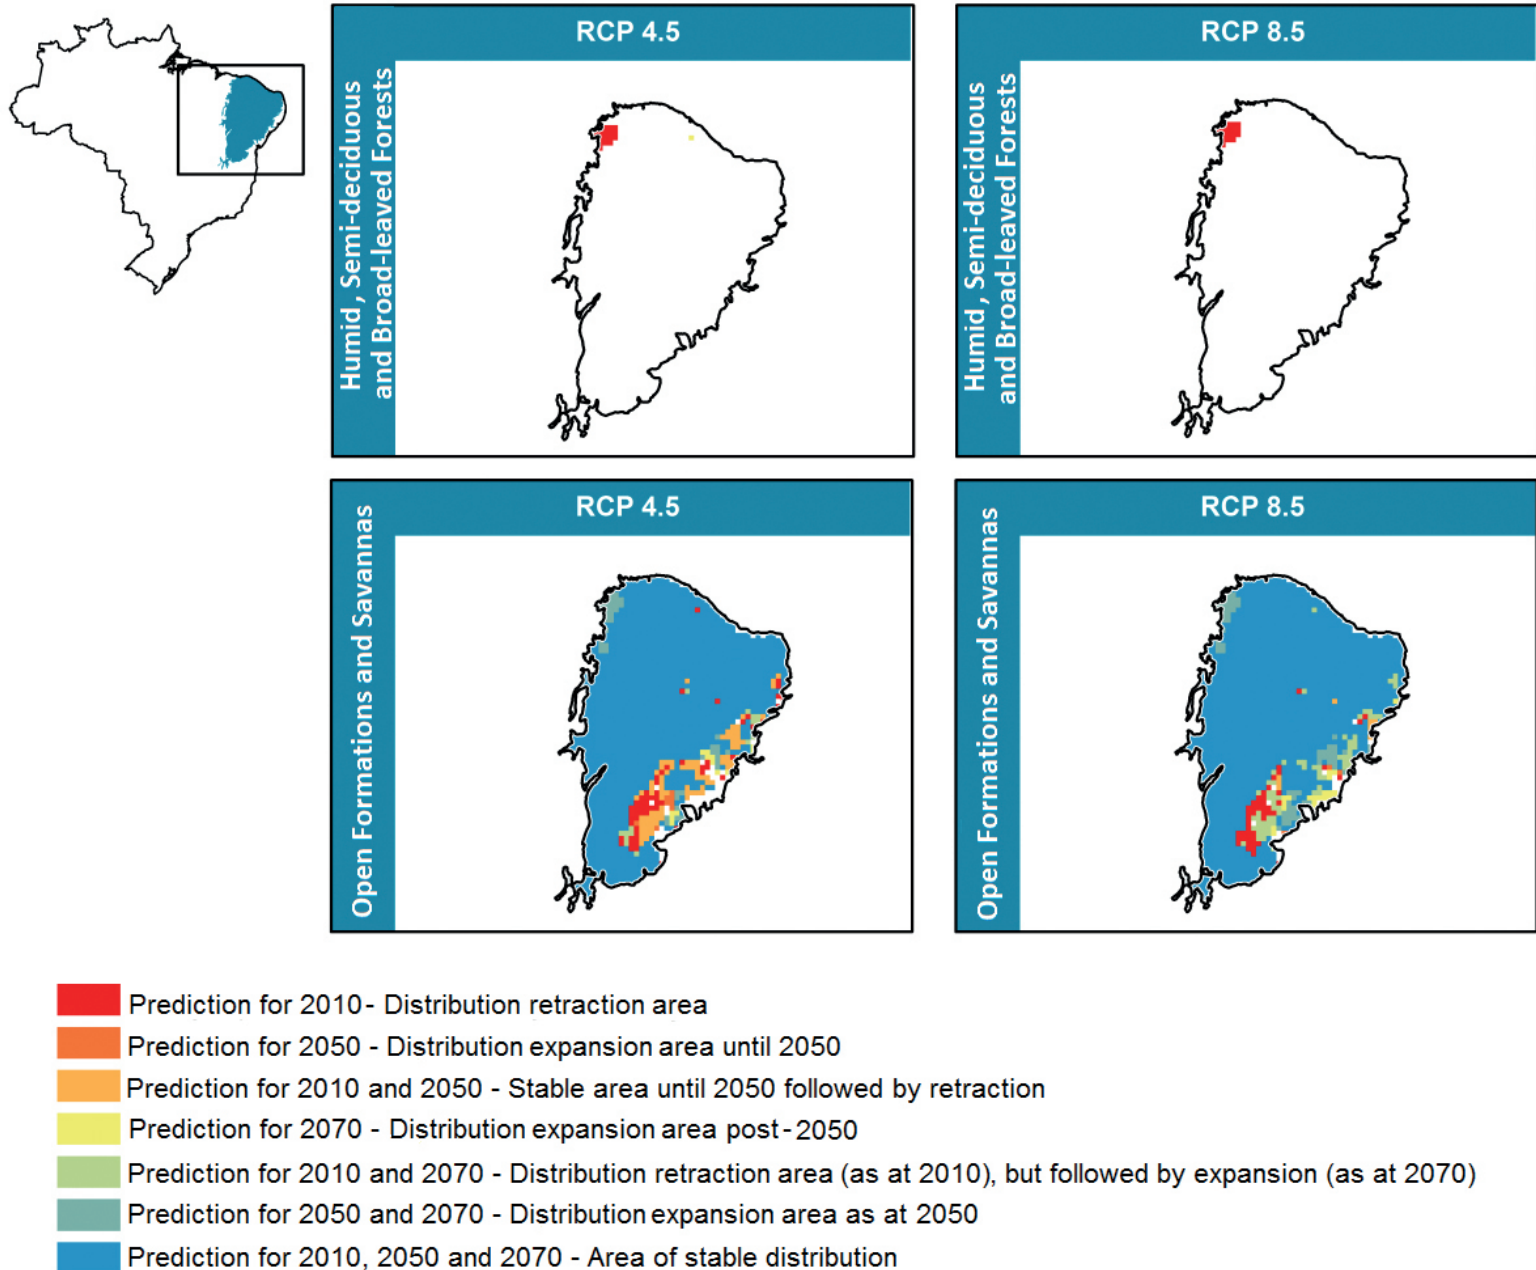 RCP 4.5
Humid, Semi-deciduous
and Broad-leaved Forests
RCP 8.5
Humid, Semi-deciduous
and Broad-leaved Forests
RCP 4.5
Open Formations and Savannas
RCP 8.5
Open Formations and Savannas
Prediction for 2010- Distribution retraction area
Prediction for 2050 - Distribution expansion area until 2050
Prediction for 2010 and 2050 - Stable area until 2050 followed by retraction
Prediction for 2070 - Distribution expansion area post-2050
Prediction for 2010 and 2070 - Distribution retraction area (as at 2010), but followed by expansion (as at 2070)
Prediction for 2050 and 2070 - Distribution expansion area as at 2050
Prediction for 2010, 2050 and 2070 - Area of stable distribution